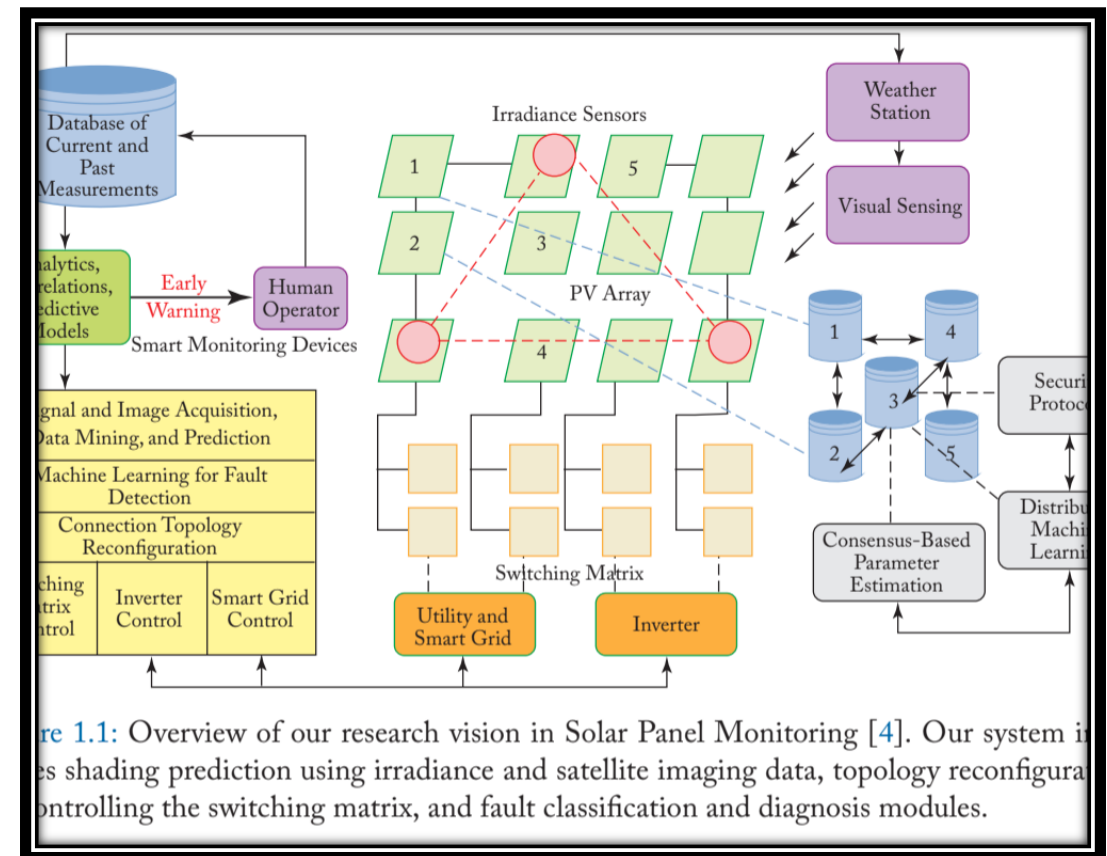 Weather
Station
Visual Sensing
Database of
Current and
Past
Measurements
alytics,
relations,
edictive
Models
Early
Warning
Human
Operator
Smart Monitoring Devices
Irradiance Sensors
1
5
2
3
PV Array
4
1
4
3
2
5
Securi
Protoc
Distribu
Machi
Learni
Consensus-Based
Parameter
Estimation
gnal and Image Acquisition,
Data Mining, and Prediction
Machine Learning for Fault
Detection
Connection Topology
Reconfiguration
ching
atrix
ntrol
Inverter
Control
Smart Grid
Control
Switching Matrix
Utility and
Smart Grid
Inverter
re 1.1: Overview of our research vision in Solar Panel Monitoring [4]. Our system i
es shading prediction using irradiance and satellite imaging data, topology reconfigura
ontrolling the switching matrix, and fault classification and diagnosis modules.